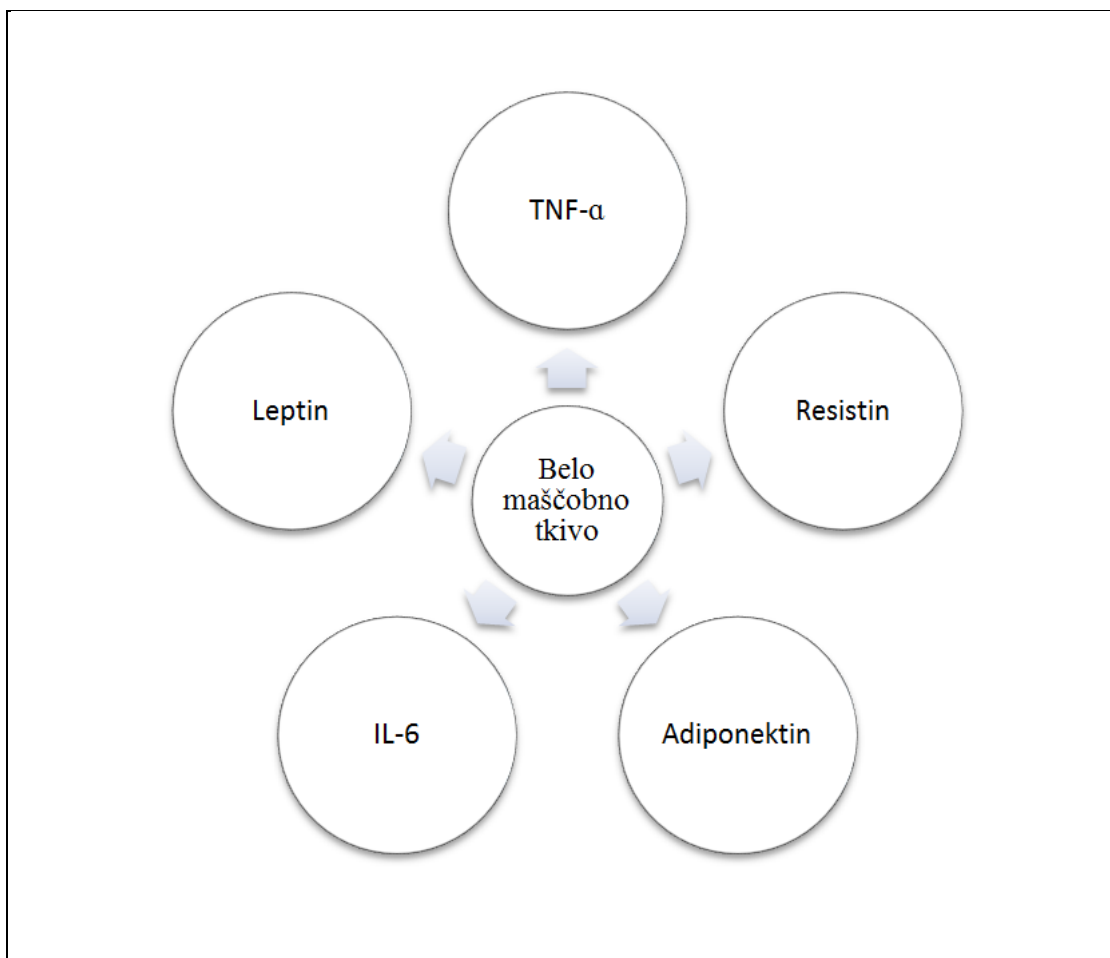 TNF-α
Leptin
Resistin
Belo
maščobno
tkivo
IL-6
Adiponektin